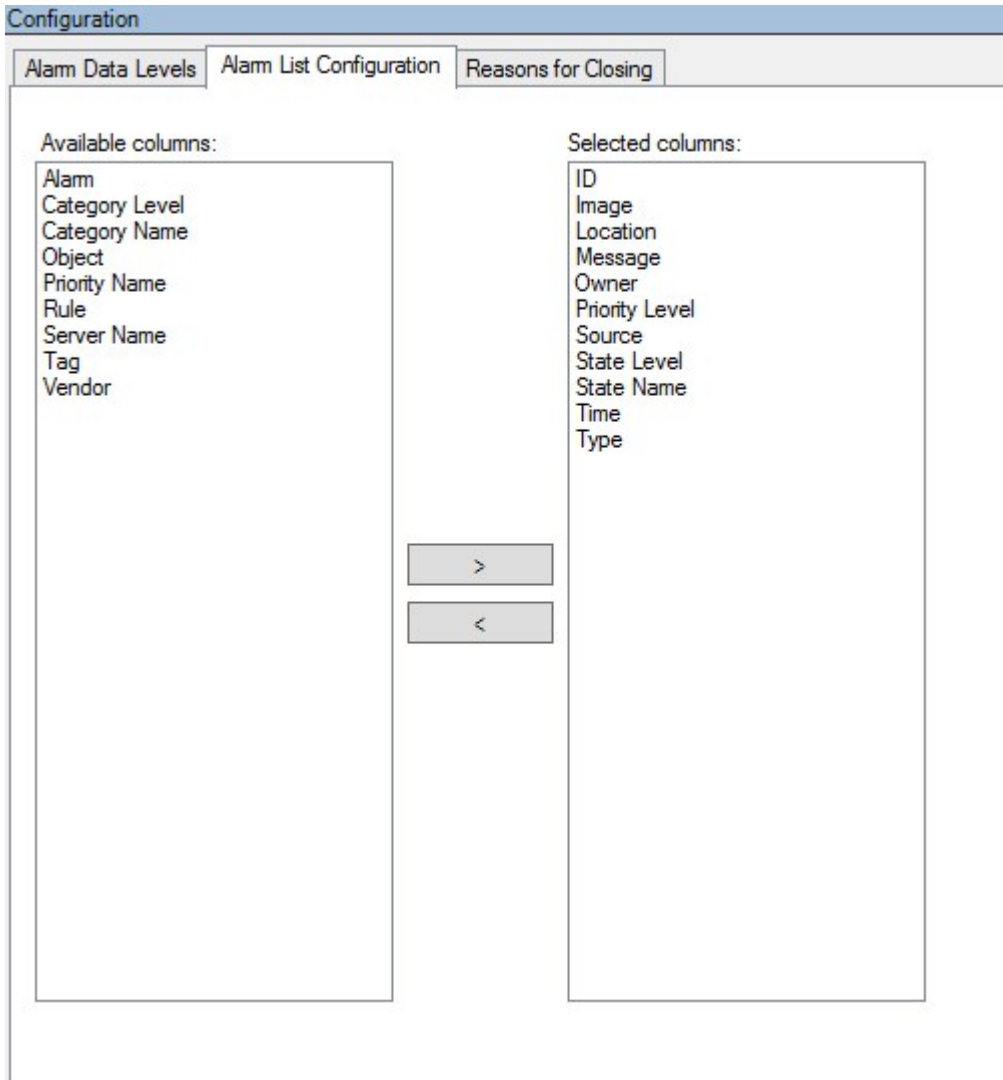 Configuration
Alarm Data Levels
Alarm List Configuration
Reasons for Closing
Available columns:
Alarm
Category Level
Category Name
Object
Priority Name
Rule
Server Name
Tag
Vendor
>
<
Selected columns:
ID
Image
Location
Message
Owner
Priority Level
Source
State Level
State Name
Time
Type